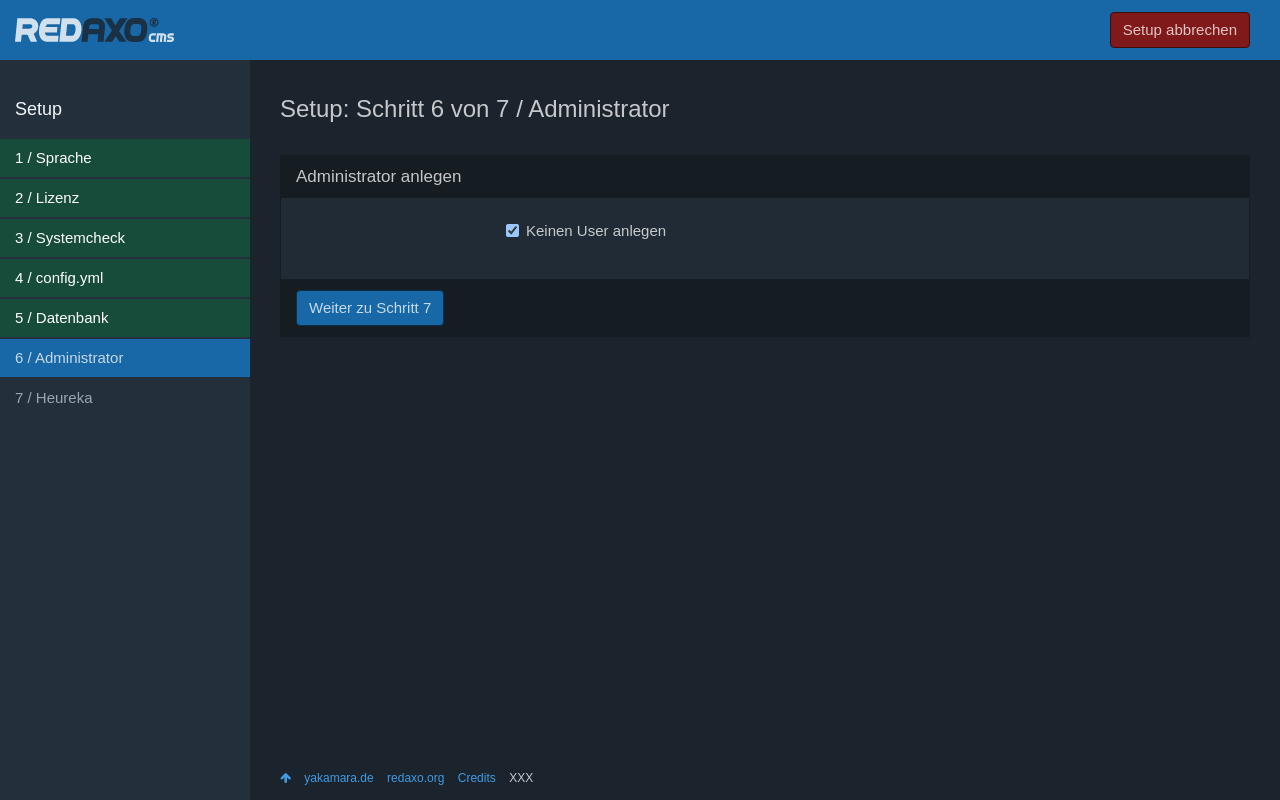 REDAXO® cms
Setup abbrechen
Setup
1 / Sprache
2 / Lizenz
3 / Systemcheck
4 / config.yml
5 / Datenbank
6 / Administrator
7 / Heureka
Setup: Schritt 6 von 7 / Administrator
Administrator anlegen
Keinen User anlegen
Weiter zu Schritt 7
yakamara.de redaxo.org Credits XXX